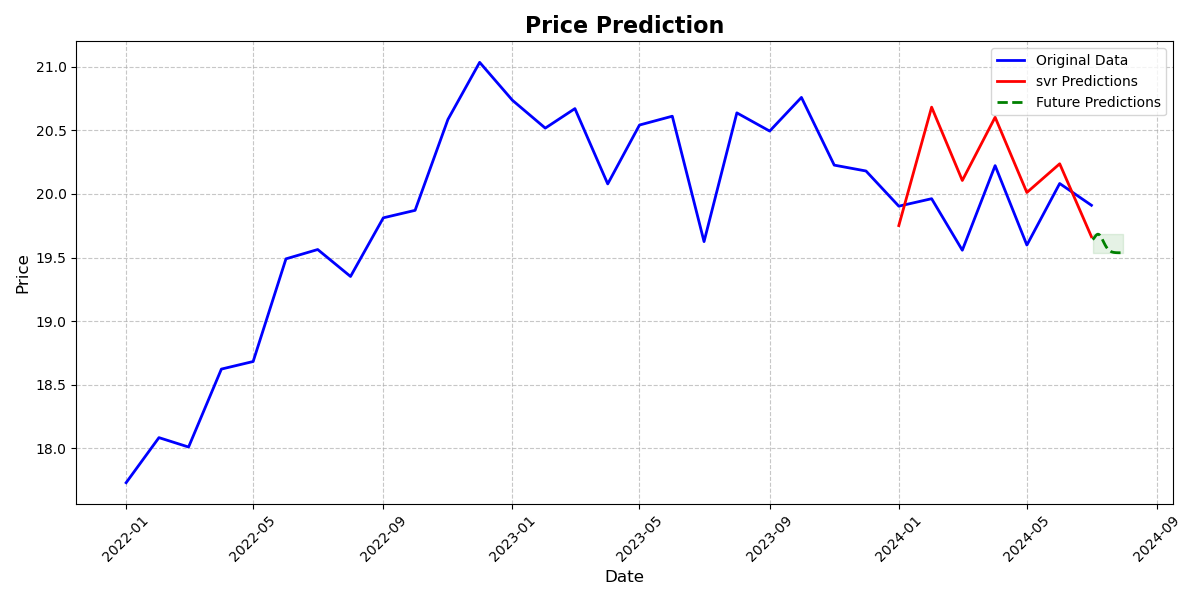 Price Prediction
Original Data
svr Predictions
Future Predictions
Price
21.0
20.5
20.0
19.5
19.0
18.5
18.0
2022-01
2022-05
2022-09
2023-01
2023-05
2023-09
2024-01
2024-05
2024-09
Date